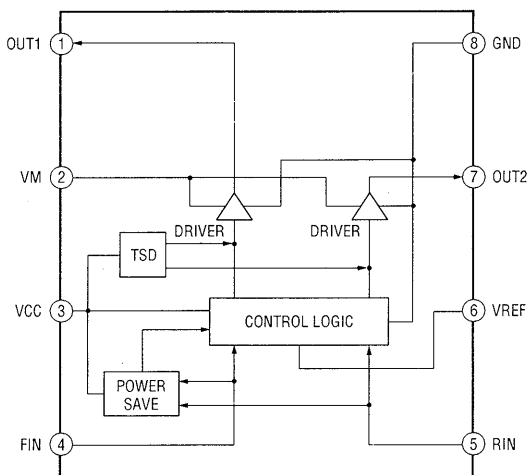 OUT1 1
8 GND
VM 2
7 OUT2
DRIVER
DRIVER
TSD
VCC 3
CONTROL LOGIC
6 VREF
POWER
SAVE
FIN 4
5 RIN